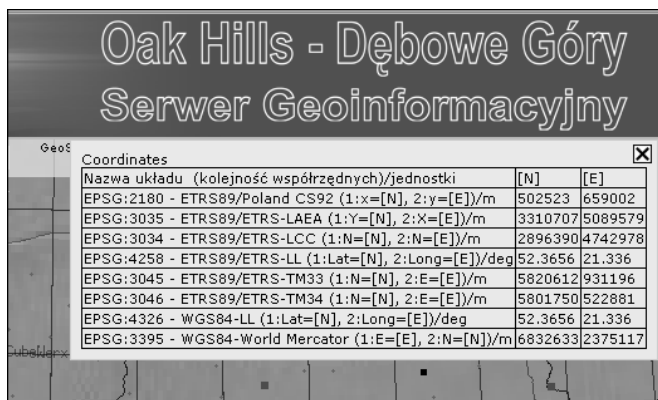 Oak Hills - Dębowe Góry
Serwer Geoinformacyjny
GeoS
Coordinates
Nazwa układu (kolejność współrzędnych)/jednostki [N] [E]
EPSG:2180 - ETRS89/Poland CS92 (1:x=[N], 2:y=[E])/m 502523 659002
EPSG:3035 - ETRS89/ETRS-LAEA (1:Y=[N], 2:X=[E])/m 3310707 5089579
EPSG:3034 - ETRS89/ETRS-LCC (1:N=[N], 2:N=[E])/m 2896390 4742978
EPSG:4258 - ETRS89/ETRS-LL (1:Lat=[N], 2:Long=[E])/deg 52.3656 21.336
EPSG:3045 - ETRS89/ETRS-TM33 (1:N=[N], 2:E=[E])/m 5820612 931196
EPSG:3046 - ETRS89/ETRS-TM34 (1:N=[N], 2:E=[E])/m 5801750 522881
EPSG:4326 - WGS84-LL (1:Lat=[N], 2:Long=[E])/deg 52.3656 21.336
EPSG:3395 - WGS84-World Mercator (1:E=[E], 2:N=[N])/m 6832633 2375117